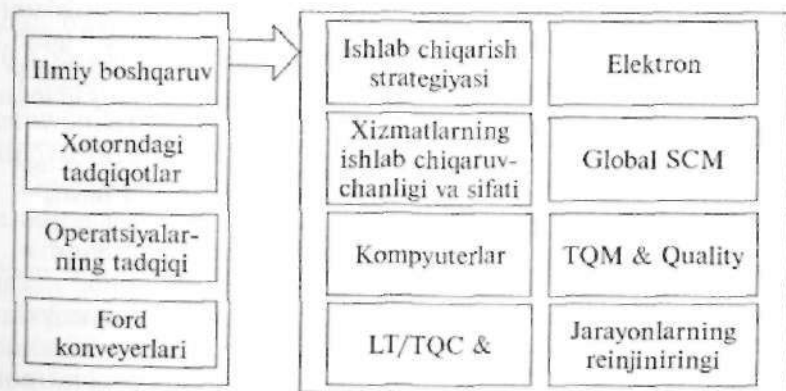 Ilmiy boshqaruv
Xotorndagi
tadqiqotlar
Operatsiyalar-
ning tadqiqi
Ford
konveyerlari
Ishlab chiqarish
strategiyasi
Elektron
Xizmatlarning
ishlab chiqaruv-
chanligi va sifati
Global SCM
Kompyuterlar
TQM & Quality
LT/TQC &
Jarayonlarning
reinjiniringi